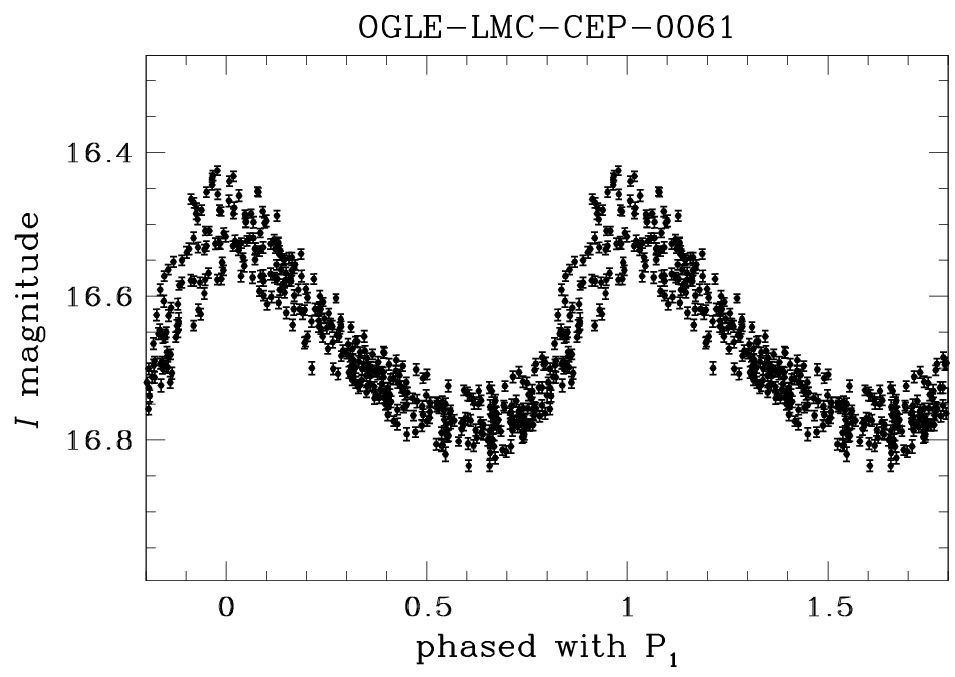 OGLE-LMC-CEP-0061
I magnitude
16.4
16.6
16.8
0 0.5 1 1.5
phased with P₁